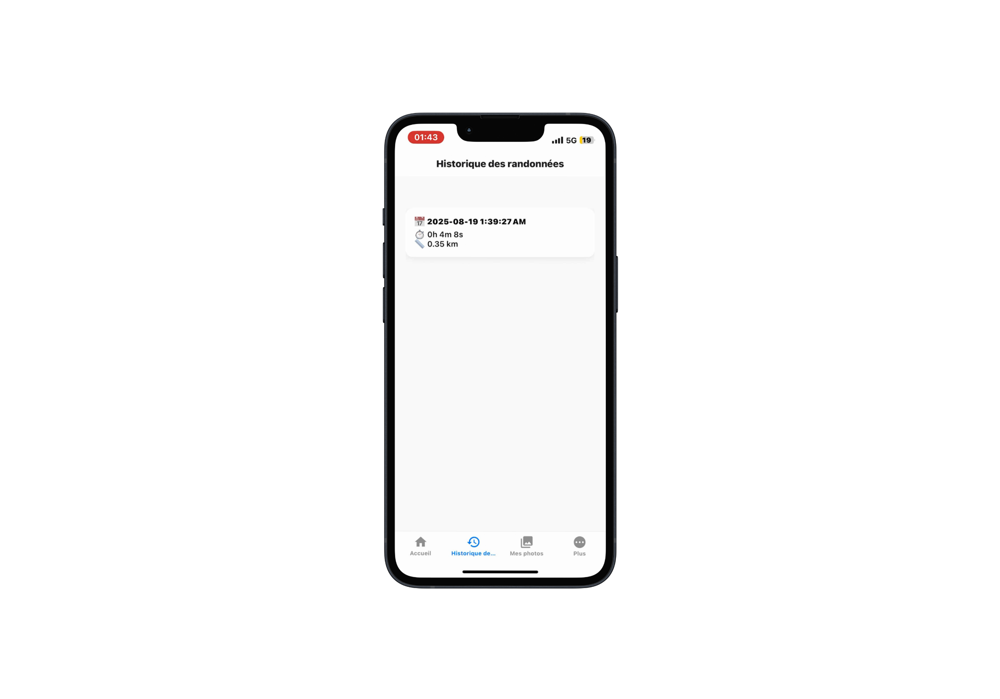 01:43
5G 19
Historique des randonnées
17
2025-08-19 1:39:27 AM
0h 4m 8s
0.35 km
Accueil
Historique de...
Mes photos
Plus